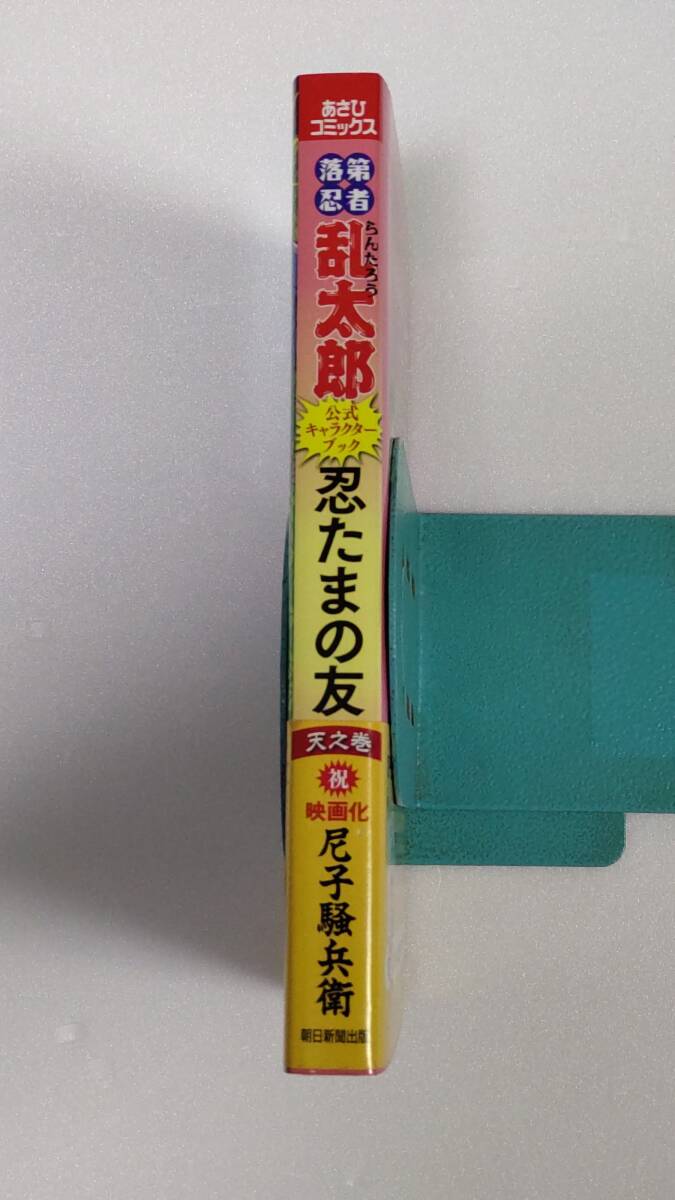 あさひ
コミックス
落第
忍者
らんたろう
乱太郎
公式
キャラクター
ブック
忍たまの友
天之巻
祝
映画化
尼子騒兵衛
朝日新聞出版